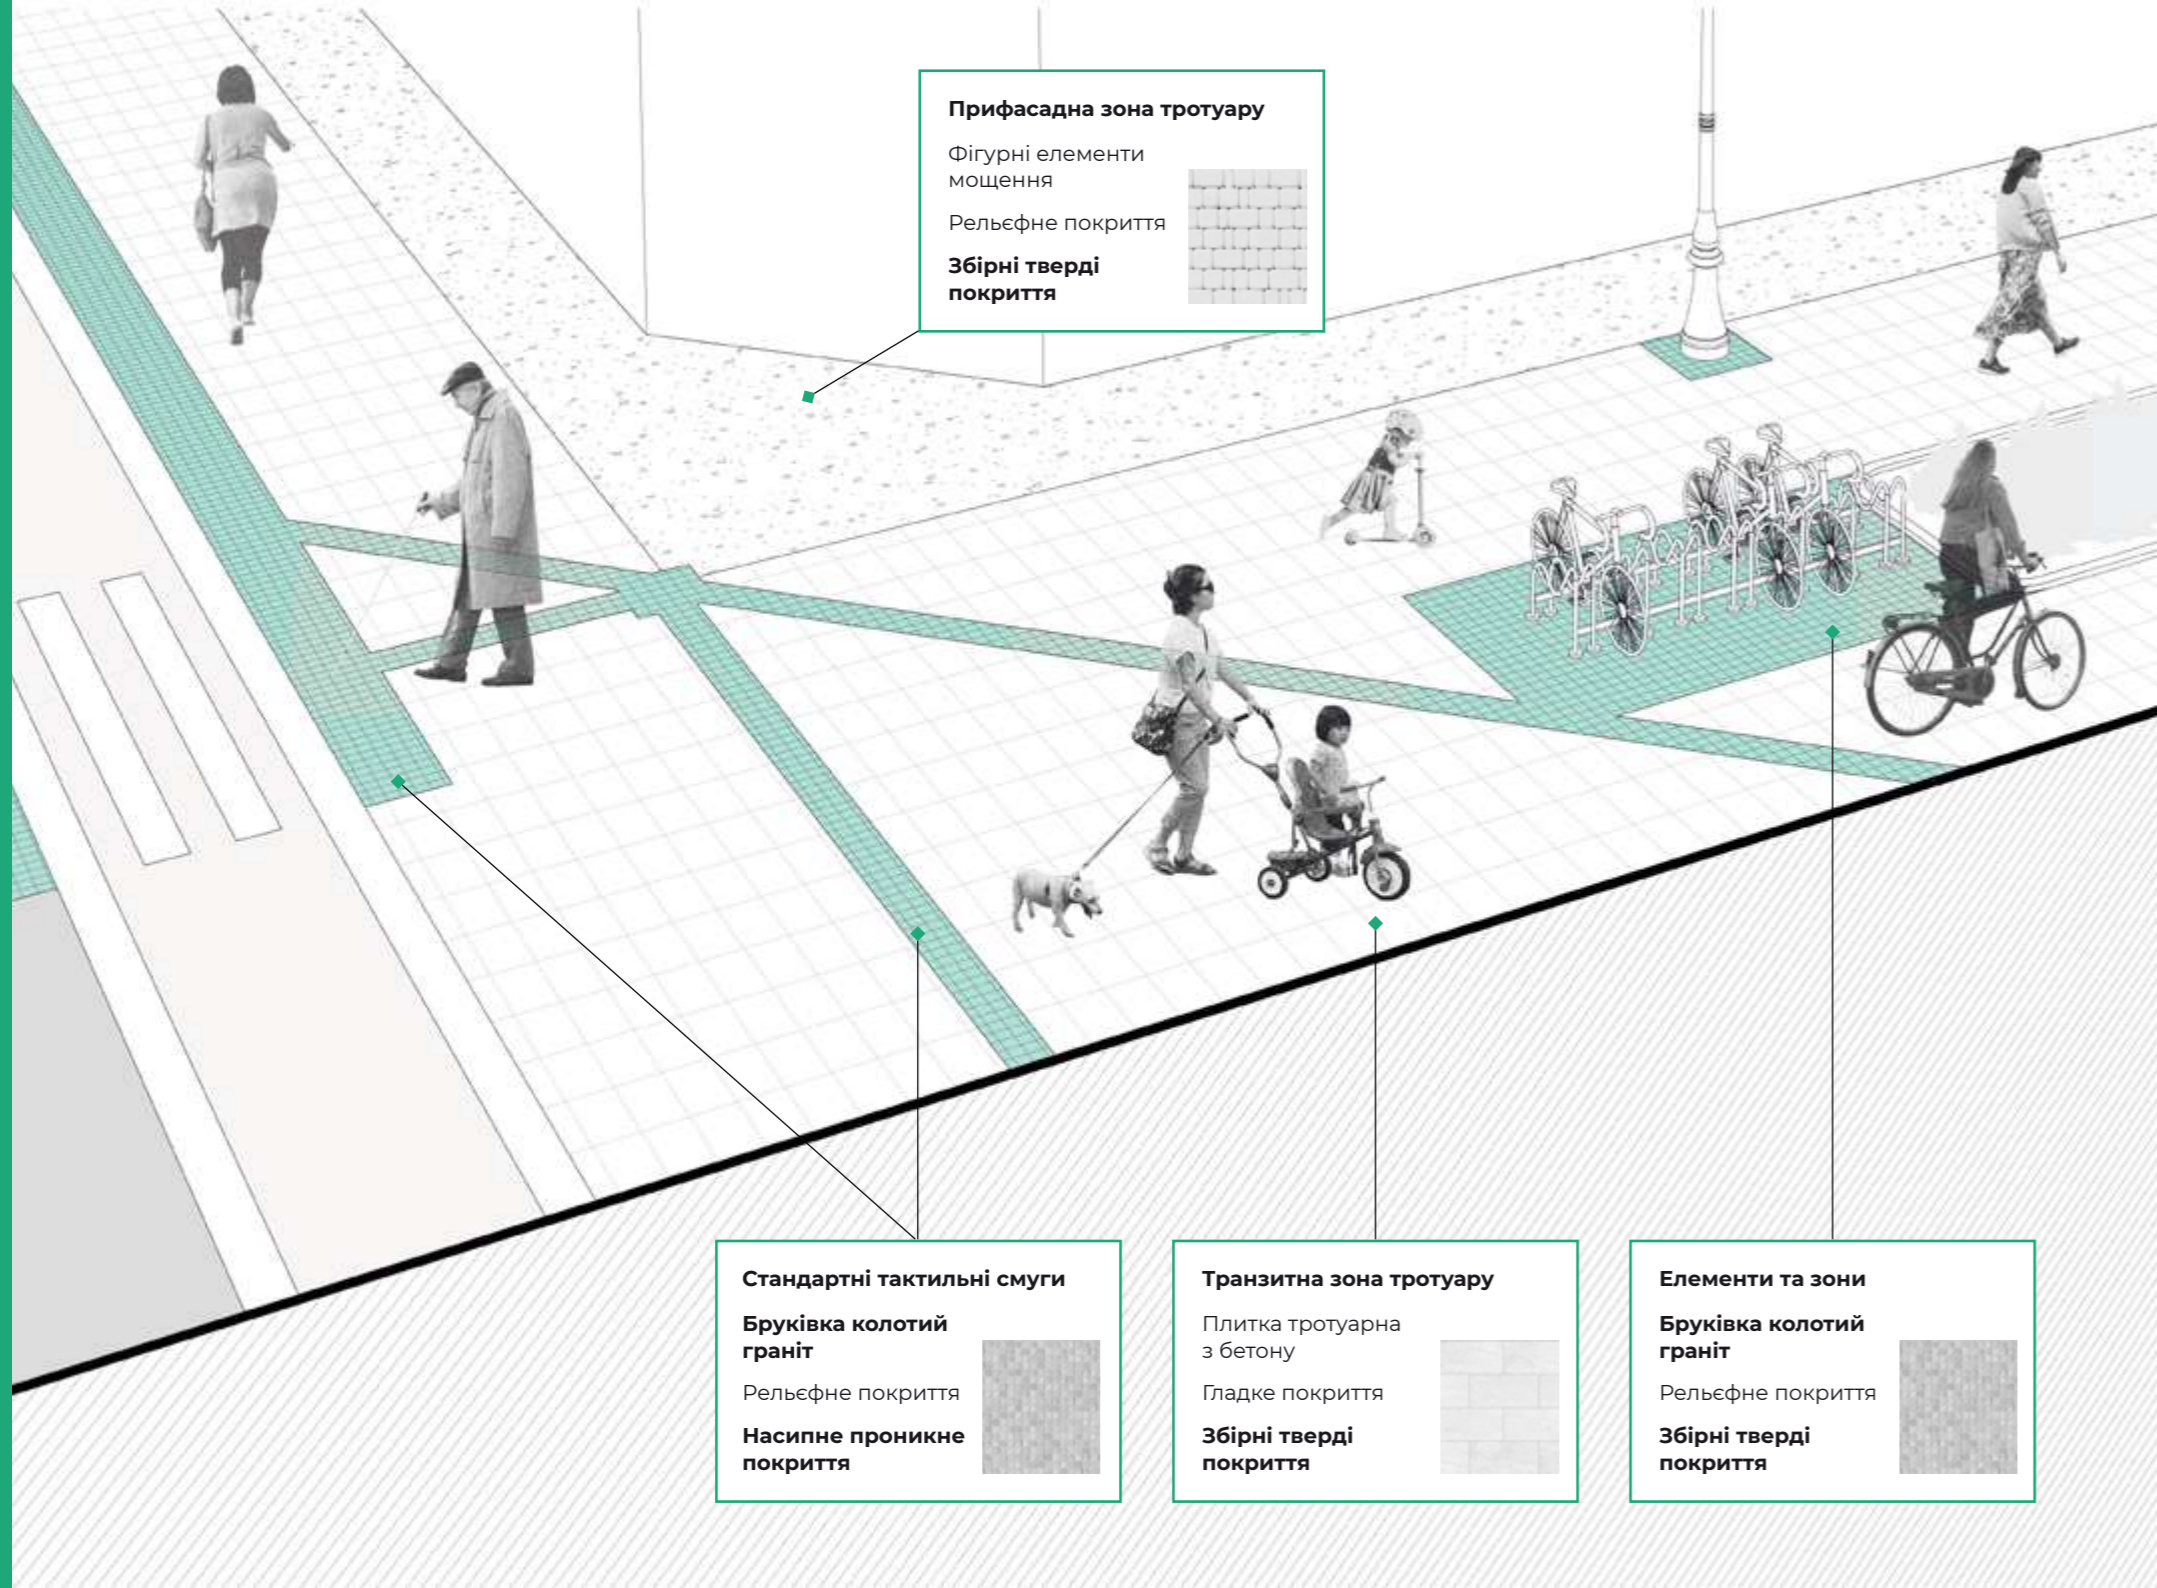 Прифасадна зона тротуару
Фігурні елементи
мощення
Рельєфне покриття
Збірні тверді
покриття
Стандартні тактильні смуги
Бруківка колотий
граніт
Рельєфне покриття
Насипне проникне
покриття
Транзитна зона тротуару
Плитка тротуарна
з бетону
Гладке покриття
Збірні тверді
покриття
Елементи та зони
Бруківка колотий
граніт
Рельєфне покриття
Збірні тверді
покриття